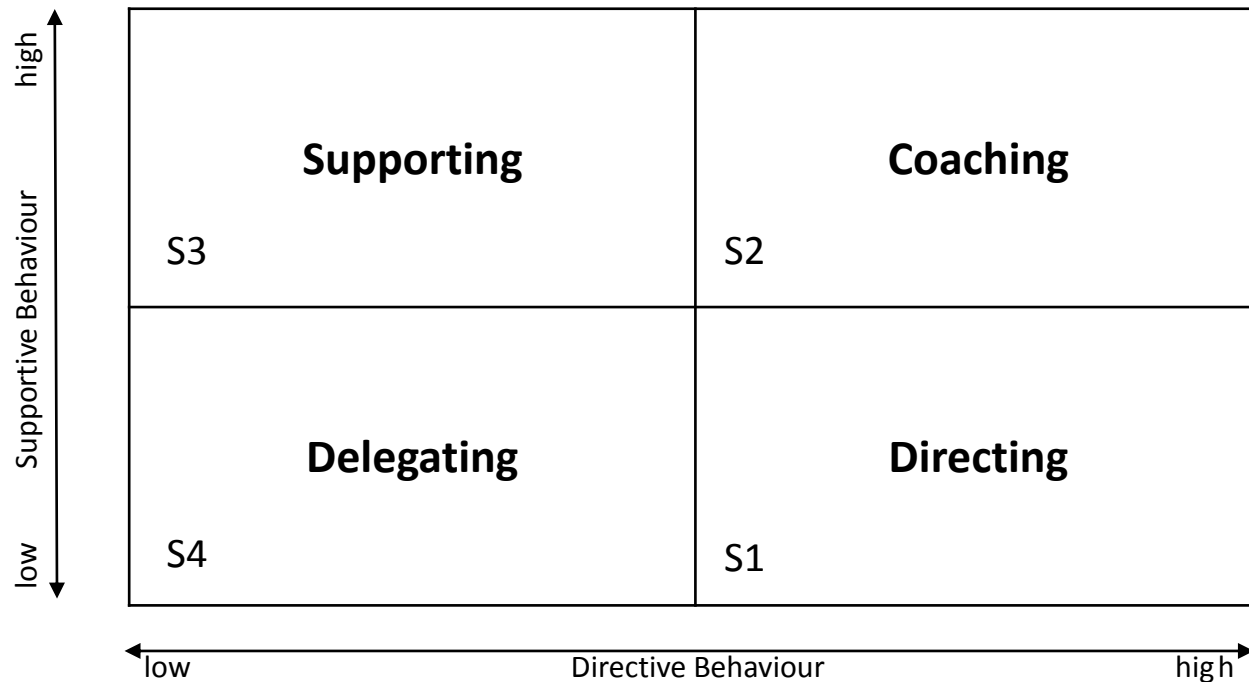 high
Supportive Behaviour
low
Supporting
S3
Coaching
S2
Delegating
S4
Directing
S1
low
Directive Behaviour
high